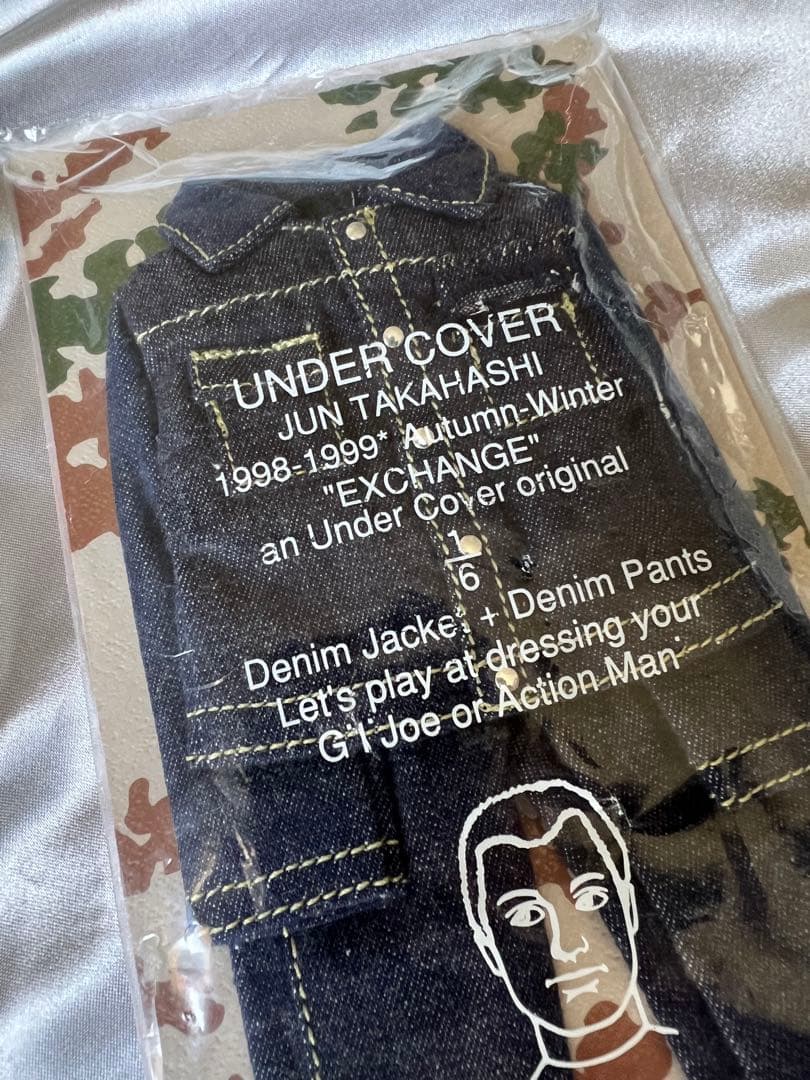 UNDER COVER
JUN TAKAHASHI
1998-1999* Autumn-Winter
"EXCHANGE"
an Under Cover original
1
6
Denim Jacket + Denim Pants
Let's play at dressing your
G I Joe or Action Man